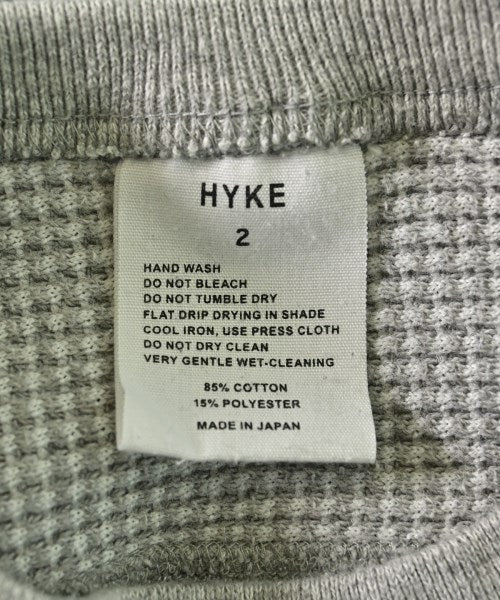 HYKE
2
HAND WASH
DO NOT BLEACH
DO NOT TUMBLE DRY
FLAT DRIP DRYING IN SHADE
COOL IRON, USE PRESS CLOTH
DO NOT DRY CLEAN
VERY GENTLE WET-CLEANING
85% COTTON
15% POLYESTER
MADE IN JAPAN